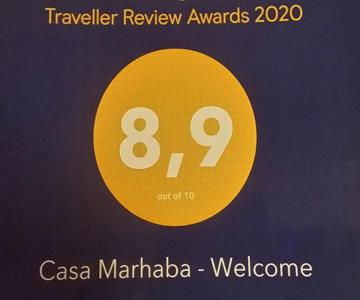 Traveller Review Awards 2020
8,9
out of 10
Casa Marhaba - Welcome